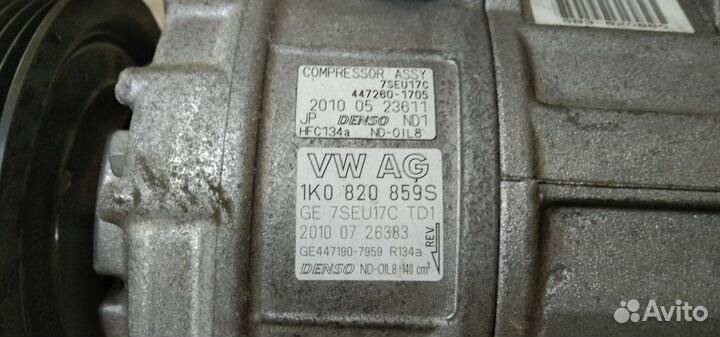 COMPRESSOR ASSY
7SEU17C
447260-1705
2010 05 23611
JP DENSO ND1
HFC134a ND-OIL8
VW AG
1K0 820 859S
GE 7SEU17C TD1
2010 07 26383
GE447190-7959 R134a
DENSO ND-OIL8-140 cm³
REV
Avito